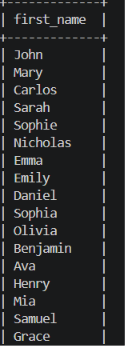 +-------------+
| first_name |
+-------------+
| John |
| Mary |
| Carlos |
| Sarah |
| Sophie |
| Nicholas |
| Emma |
| Emily |
| Daniel |
| Sophia |
| Olivia |
| Benjamin |
| Ava |
| Henry |
| Mia |
| Samuel |
| Grace |